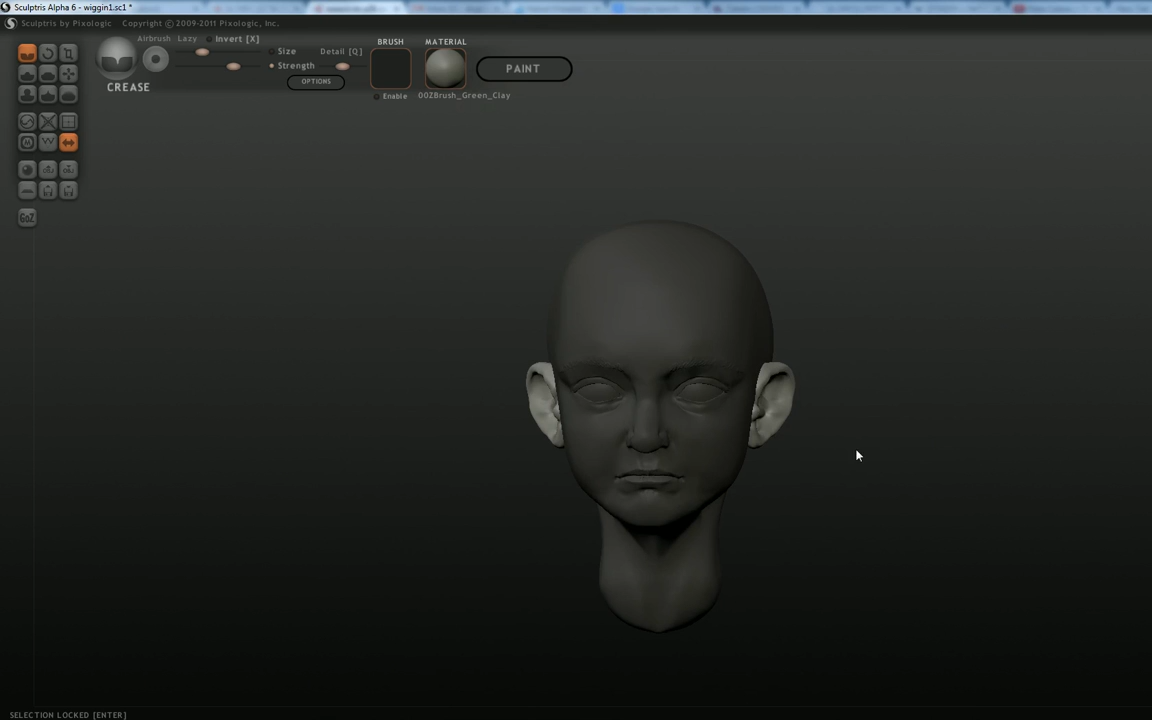 Sculptris Alpha 6 - wiggin1.sc1 *
Sculptris by Pixologic   Copyright © 2009-2011 Pixologic, Inc.
Airbrush Lazy Invert [X]
BRUSH
MATERIAL
Size
Detail [Q]
Strength
OPTIONS
PAINT
CREASE
Enable
00ZBrush_Green_Clay
GoZ
SELECTION LOCKED [ENTER]